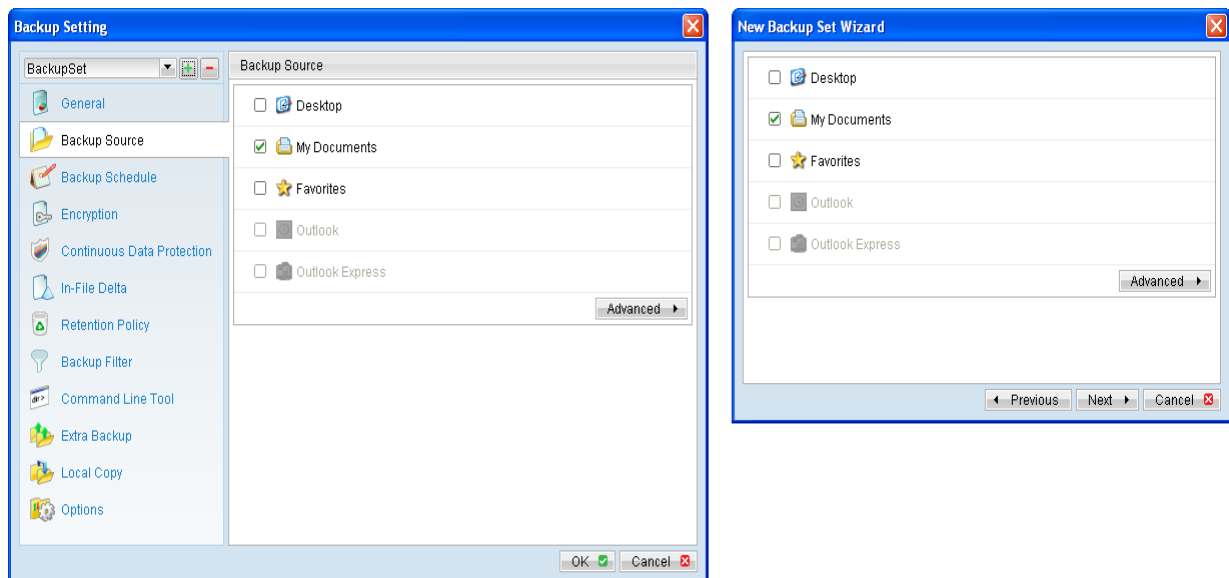 Backup Setting
BackupSet
General
Backup Source
Backup Schedule
Encryption
Continuous Data Protection
In-File Delta
Retention Policy
Backup Filter
Command Line Tool
Extra Backup
Local Copy
Options
Backup Source
Desktop
My Documents
Favorites
Outlook
Outlook Express
Advanced
OK
Cancel
New Backup Set Wizard
Desktop
My Documents
Favorites
Outlook
Outlook Express
Advanced
Previous
Next
Cancel